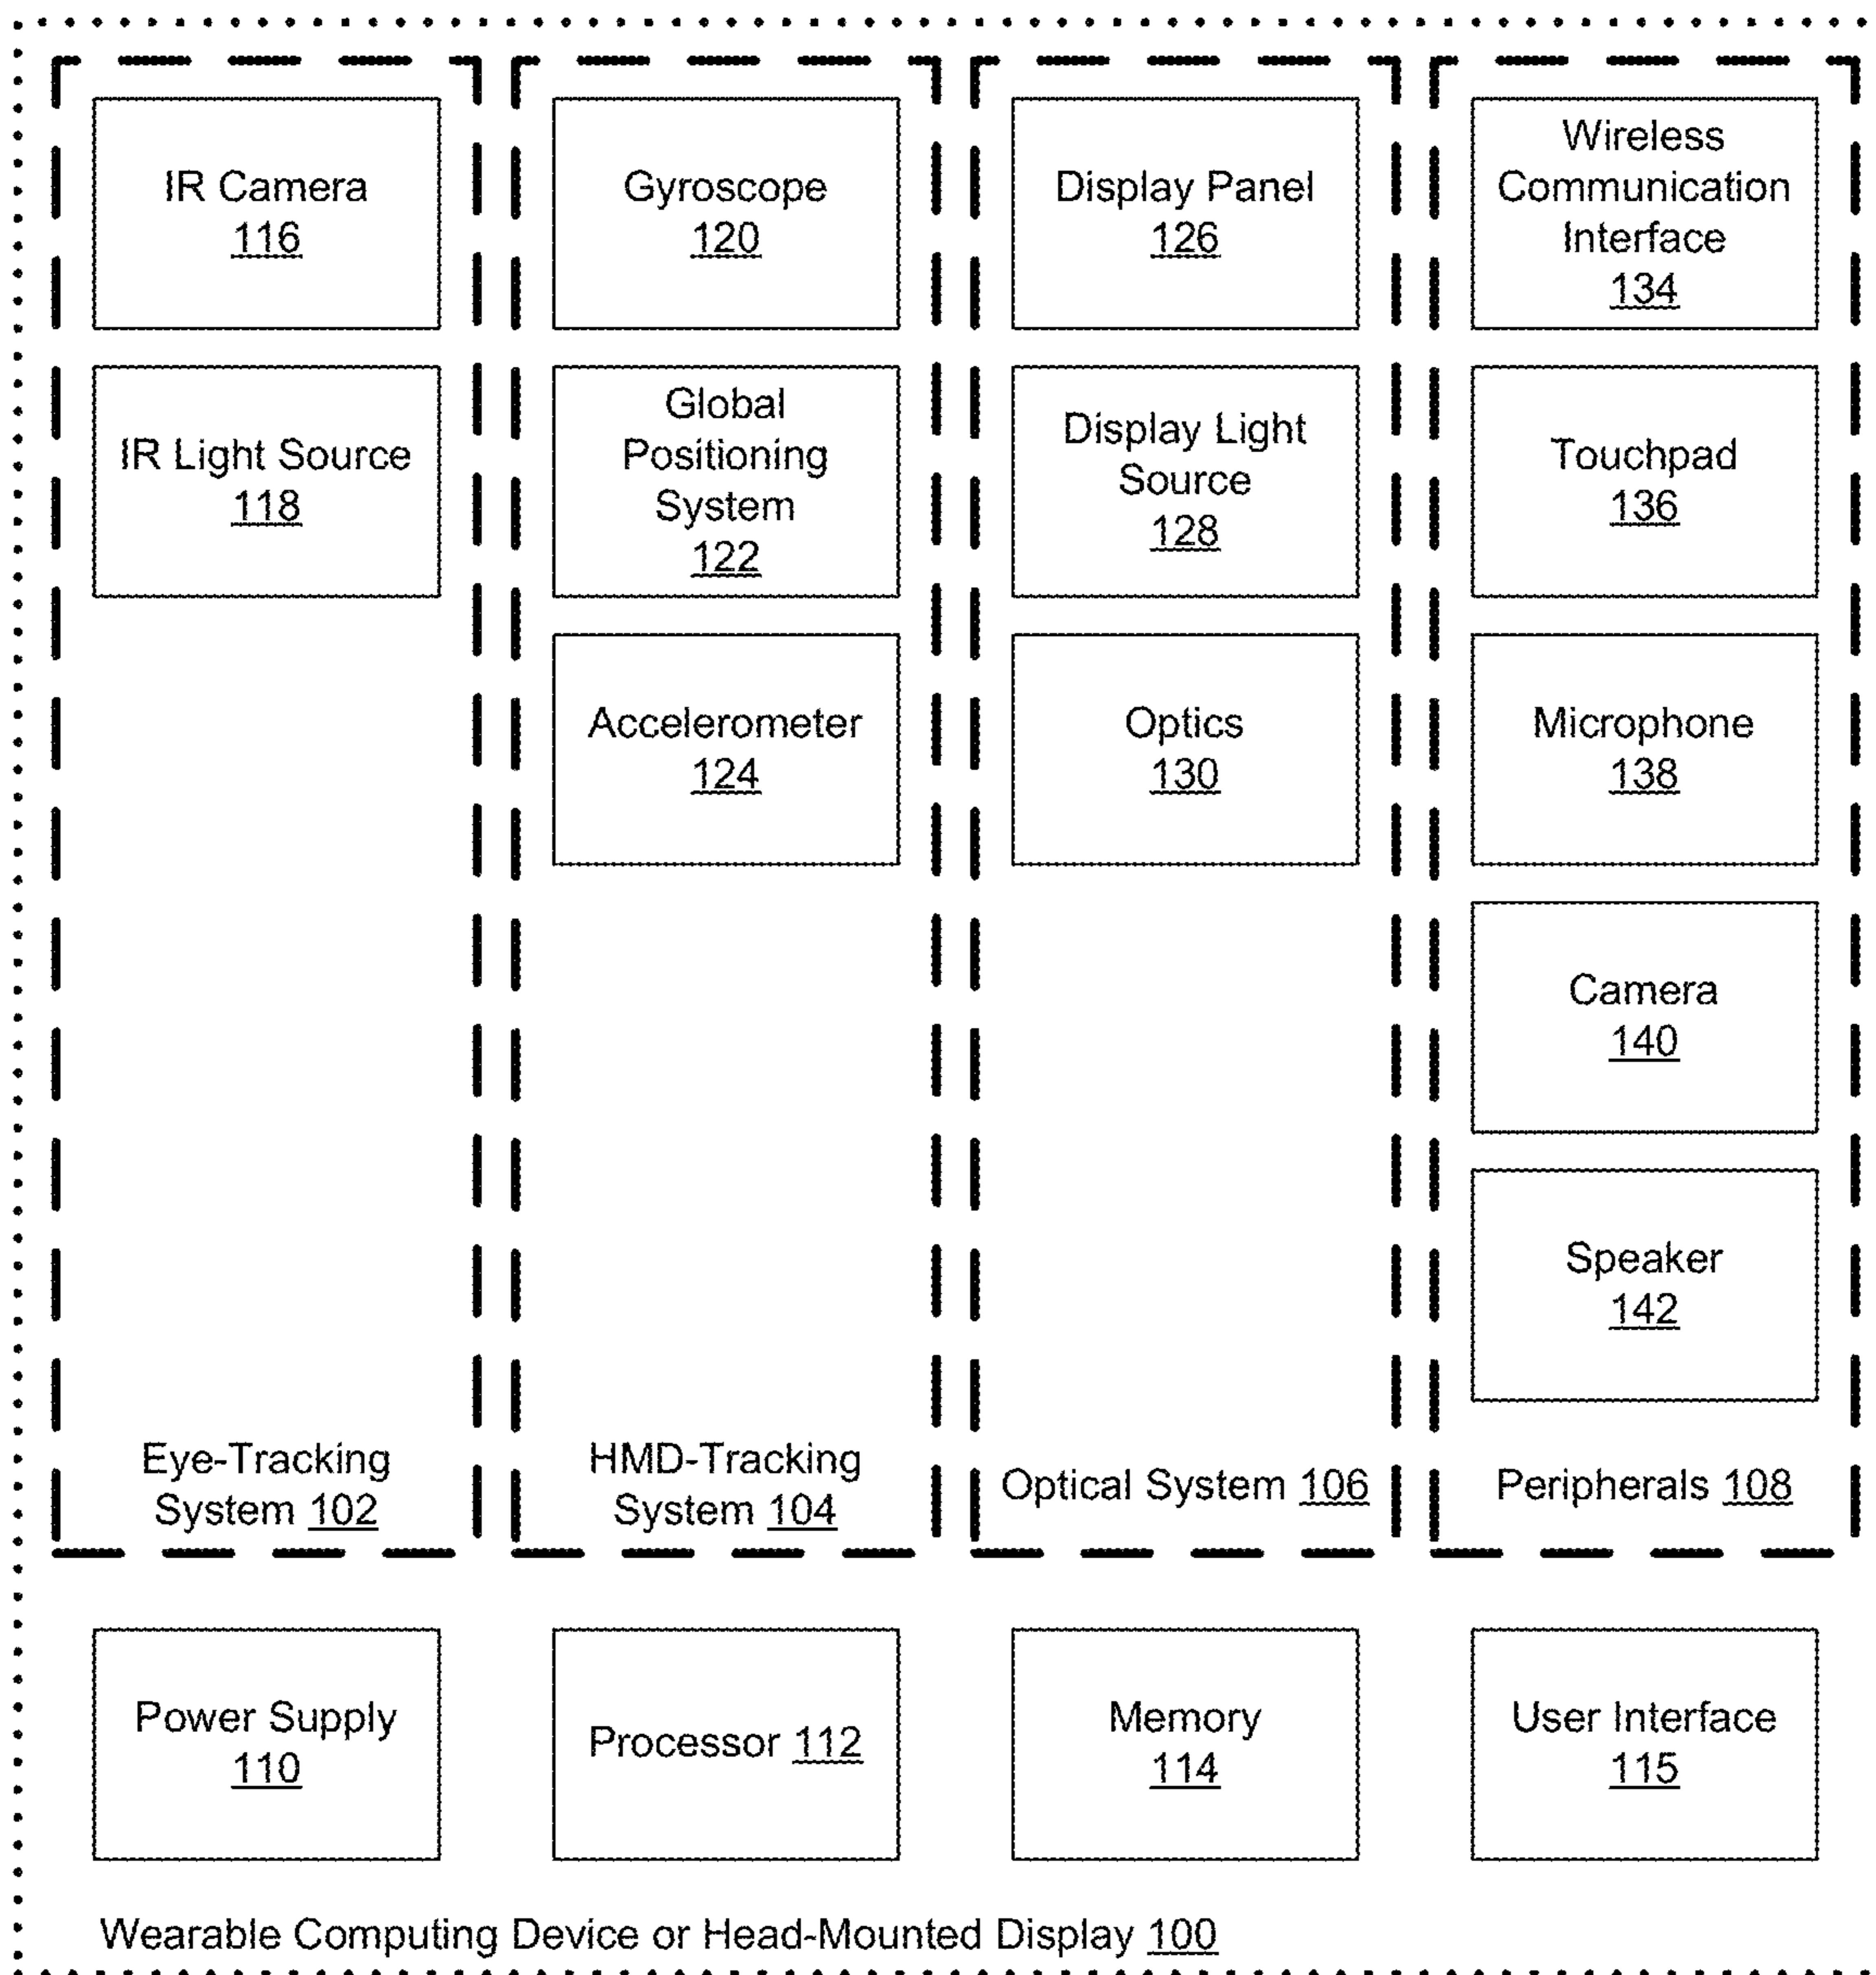 IR Camera
116
IR Light Source
118
Eye-Tracking
System 102
Gyroscope
120
Global
Positioning
System
122
Accelerometer
124
HMD-Tracking
System 104
Display Panel
126
Display Light
Source
128
Optics
130
Optical System 106
Wireless
Communication
Interface
134
Touchpad
136
Microphone
138
Camera
140
Speaker
142
Peripherals 108
Power Supply
110
Processor 112
Memory
114
User Interface
115
Wearable Computing Device or Head-Mounted Display 100